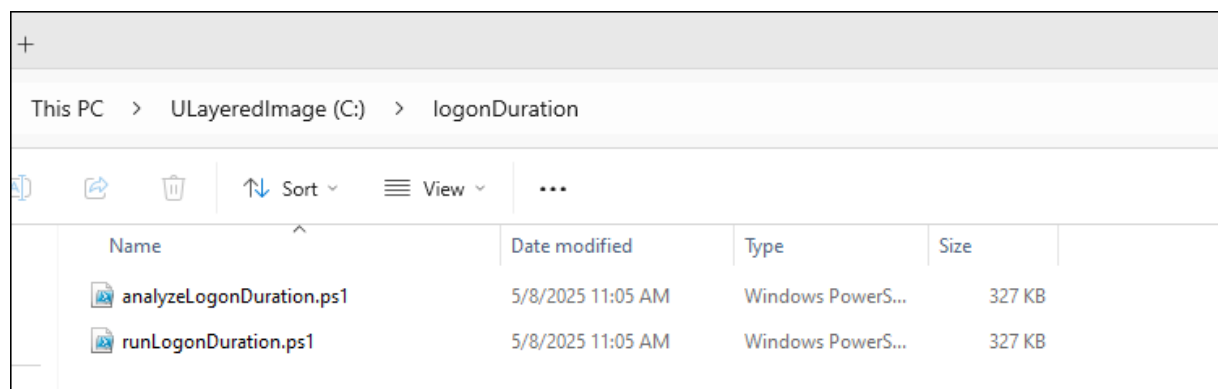 +
This PC > ULayeredImage (C:) > logonDuration
Sort View ...
Name Date modified Type Size
analyzeLogonDuration.ps1 5/8/2025 11:05 AM Windows PowerS... 327 KB
runLogonDuration.ps1 5/8/2025 11:05 AM Windows PowerS... 327 KB